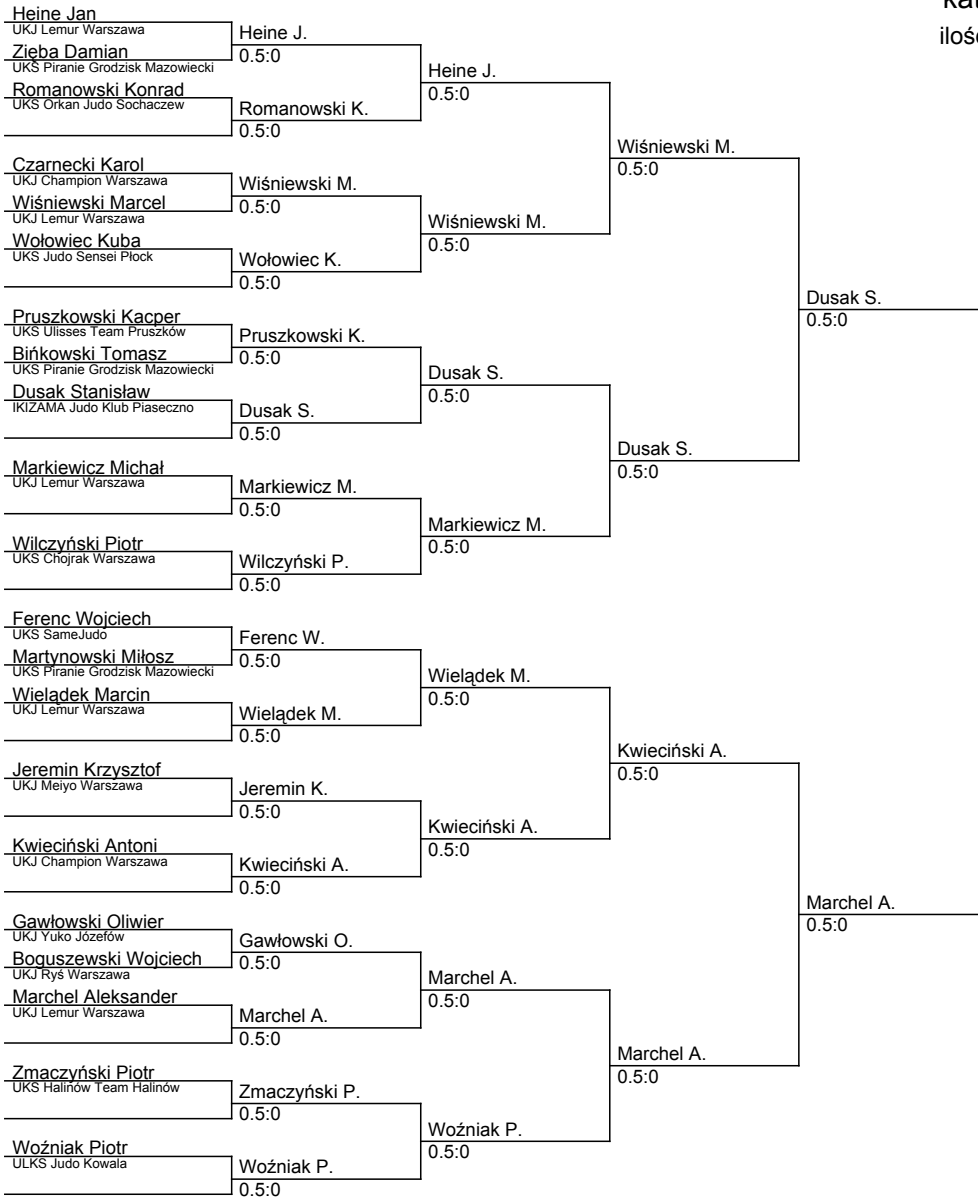 Heine Jan
UKJ Lemur Warszawa
Zięba Damian
UKS Piranie Grodzisk Mazowiecki
Romanowski Konrad
UKS Orkan Judo Sochaczew
Czarnecki Karol
UKJ Champion Warszawa
Wiśniewski Marcel
UKJ Lemur Warszawa
Wołowiec Kuba
UKS Judo Sensei Płock
Pruszkowski Kacper
UKS Ulisses Team Pruszków
Bińkowski Tomasz
UKS Piranie Grodzisk Mazowiecki
Dusak Stanisław
IKIZAMA Judo Klub Piaseczno
Markiewicz Michał
UKJ Lemur Warszawa
Wilczyński Piotr
UKS Chojrak Warszawa
Ferenc Wojciech
UKS SameJudo
Martynowski Miłosz
UKS Piranie Grodzisk Mazowiecki
Wielądek Marcin
UKJ Lemur Warszawa
Jeremin Krzysztof
UKJ Meiyo Warszawa
Kwieciński Antoni
UKJ Champion Warszawa
Gawłowski Oliwier
UKJ Yuko Józefów
Boguszewski Wojciech
UKJ Ryś Warszawa
Marchel Aleksander
UKJ Lemur Warszawa
Zmaczyński Piotr
UKS Halinów Team Halinów
Woźniak Piotr
ULKS Judo Kowala
Heine J.
0.5:0
Romanowski K.
0.5:0
Wiśniewski M.
0.5:0
Wołowiec K.
0.5:0
Pruszkowski K.
0.5:0
Dusak S.
0.5:0
Markiewicz M.
0.5:0
Wilczyński P.
0.5:0
Ferenc W.
0.5:0
Wielądek M.
0.5:0
Jeremin K.
0.5:0
Kwieciński A.
0.5:0
Gawłowski O.
0.5:0
Marchel A.
0.5:0
Zmaczyński P.
0.5:0
Woźniak P.
0.5:0
Heine J.
0.5:0
Wiśniewski M.
0.5:0
Dusak S.
0.5:0
Markiewicz M.
0.5:0
Wielądek M.
0.5:0
Kwieciński A.
0.5:0
Marchel A.
0.5:0
Woźniak P.
0.5:0
Wiśniewski M.
0.5:0
Dusak S.
0.5:0
Kwieciński A.
0.5:0
Marchel A.
0.5:0
Dusak S.
0.5:0
Marchel A.
0.5:0